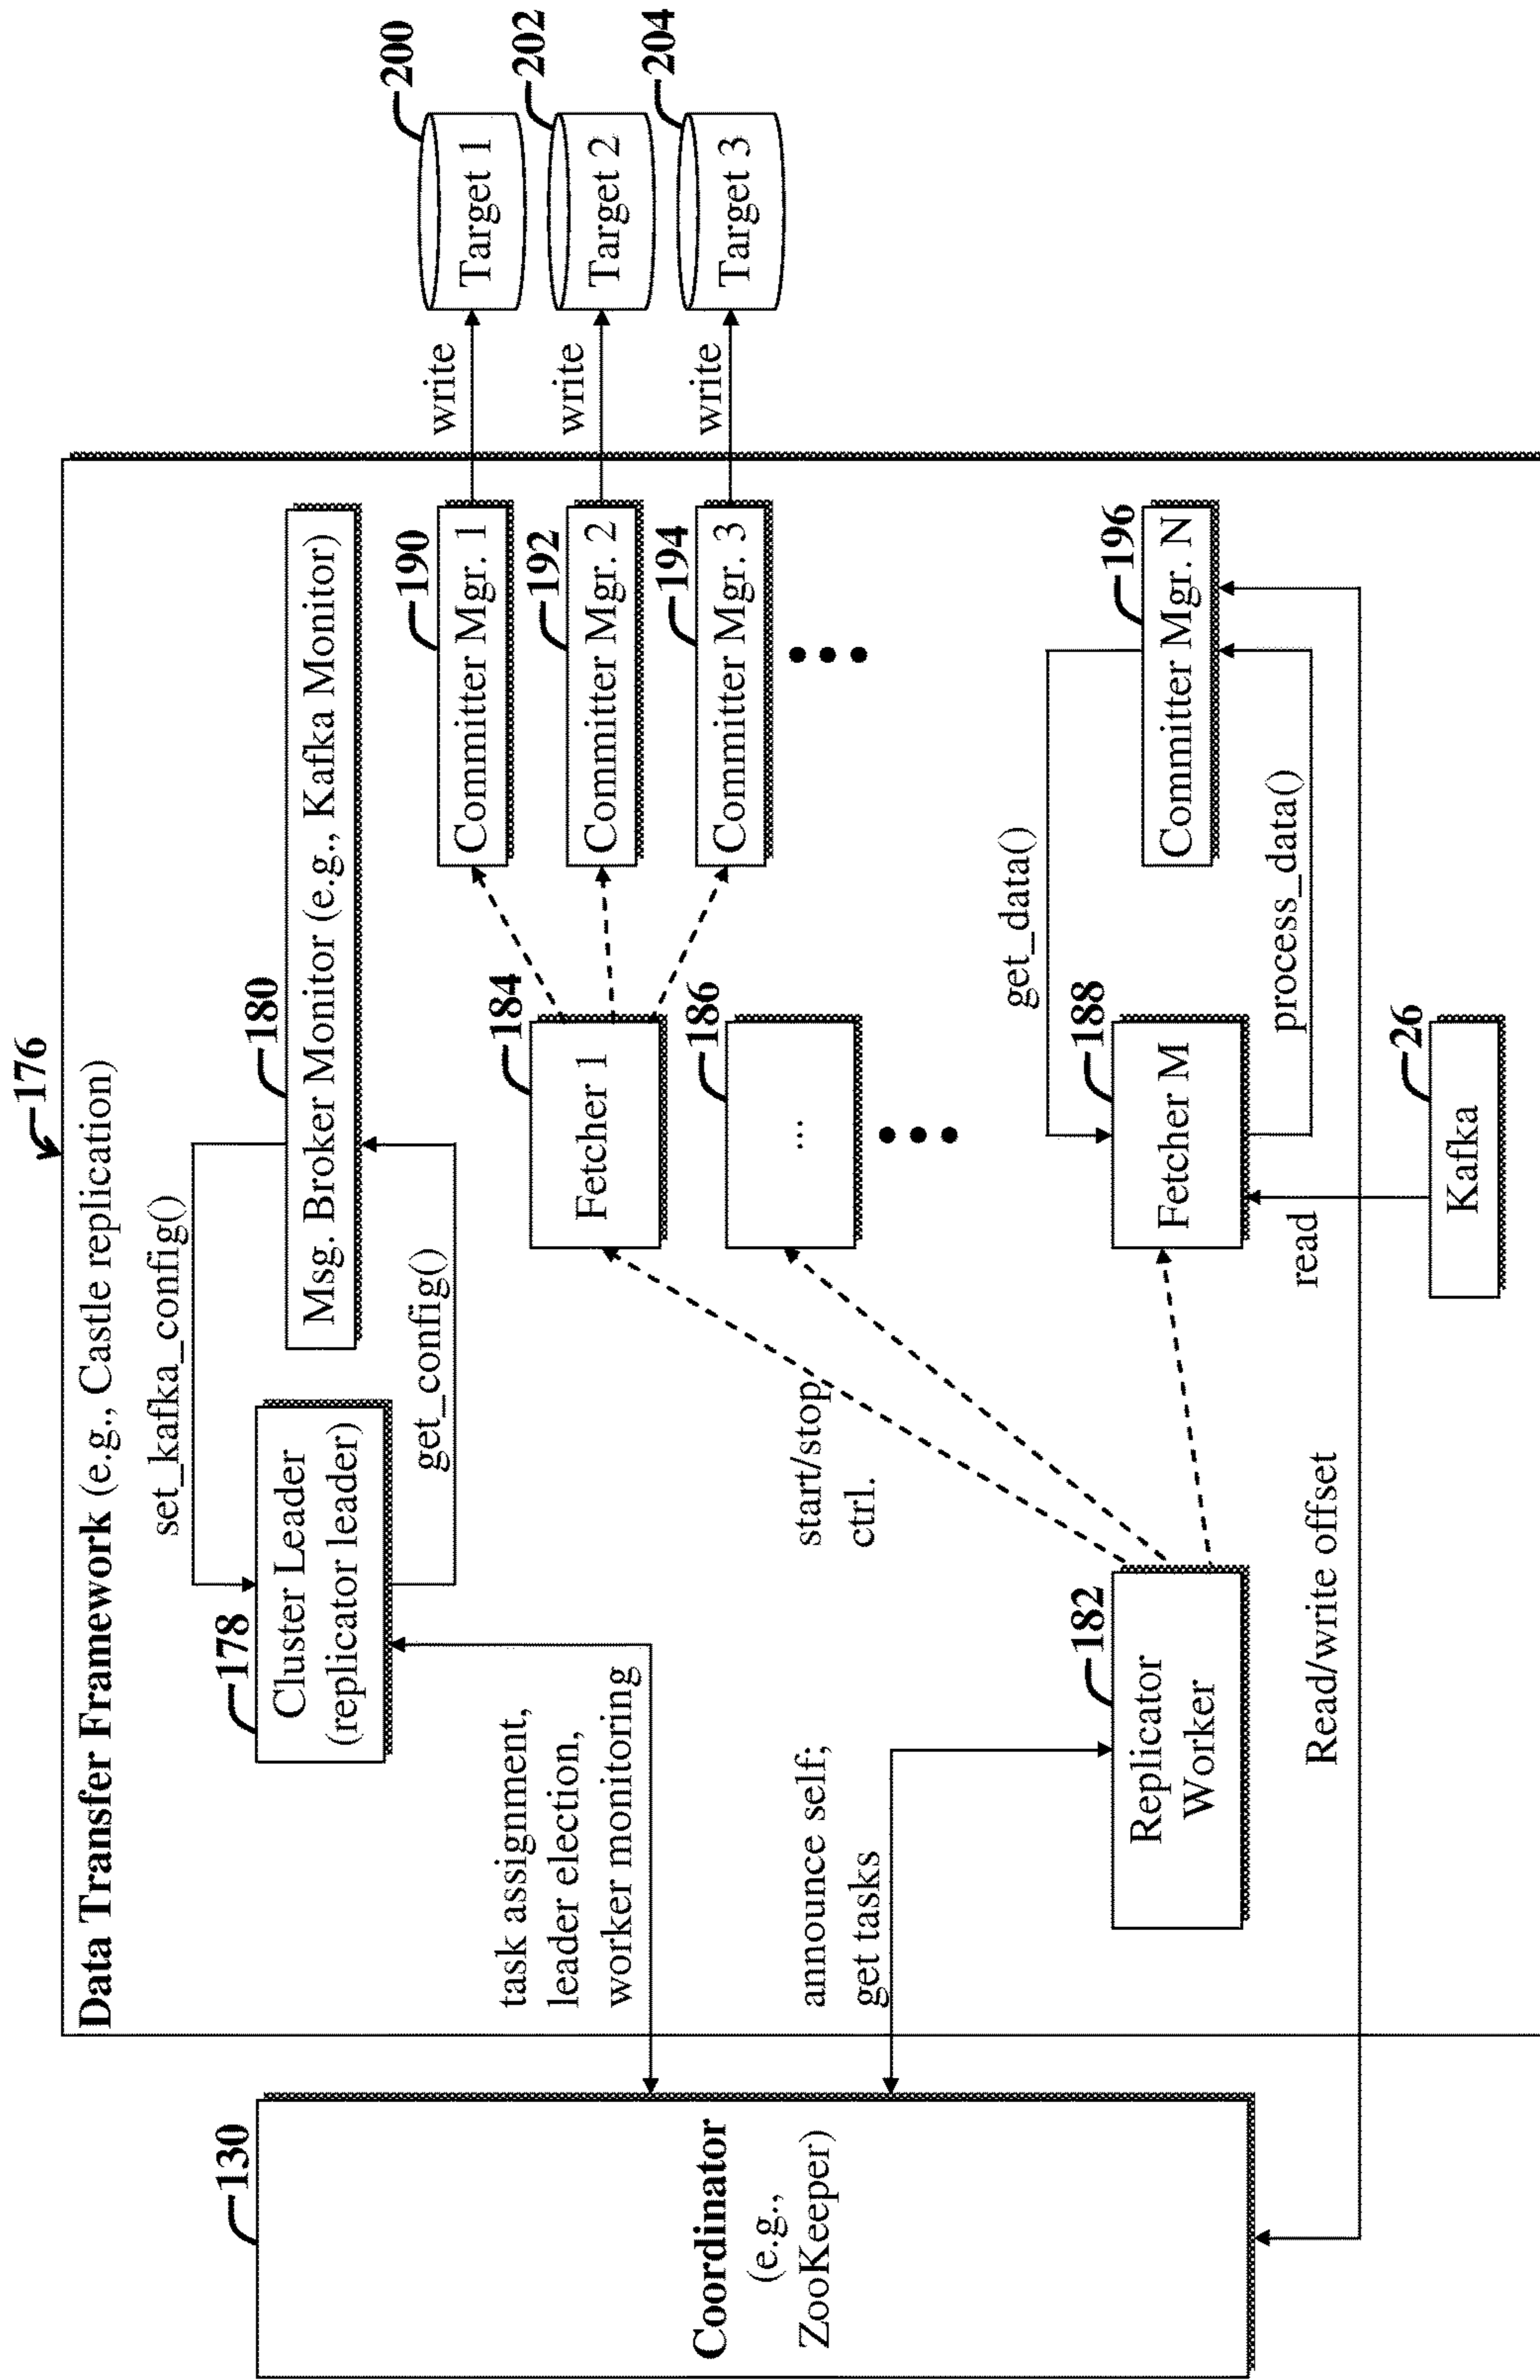 176
Data Transfer Framework (e.g., Castle replication)
set_kafka_config()
178
Cluster Leader
(replicator leader)
get_config()
180
Msg. Broker Monitor (e.g., Kafka Monitor)
130
Coordinator
(e.g.,
ZooKeeper)
task assignment,
leader election,
worker monitoring
announce self;
get tasks
182
Replicator
Worker
start/stop
ctrl.
184
Fetcher 1
186
...
188
Fetcher M
get_data()
process_data()
read
26
Kafka
Read/write offset
190
Committer Mgr. 1
192
Committer Mgr. 2
194
Committer Mgr. 3
196
Committer Mgr. N
write
write
write
200
Target 1
202
Target 2
204
Target 3